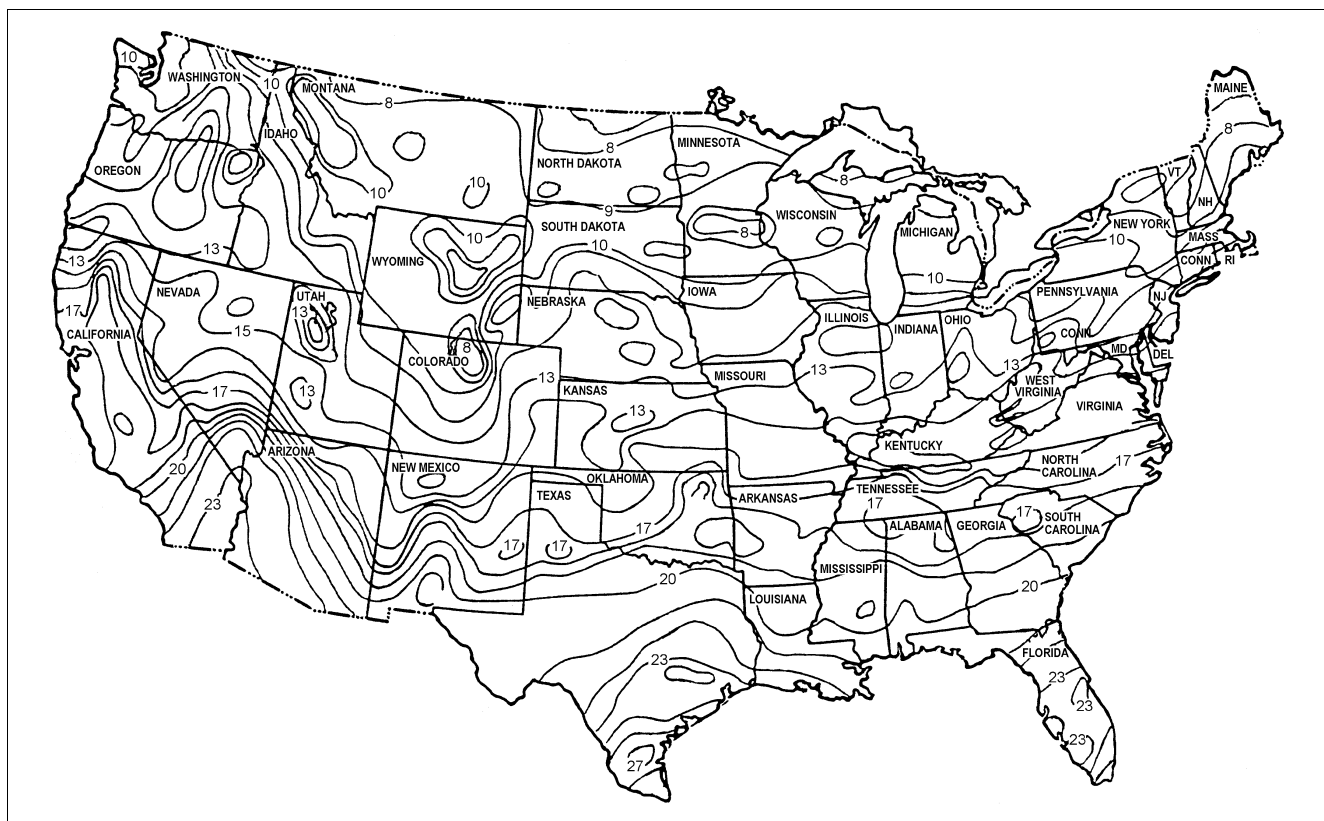 MAINE
10
WASHINGTON
10
MONTANA
8
8
IDAHO
8
MINNESOTA
NORTH DAKOTA
OREGON
VT
8
10
10
NH
9
WISCONSIN
SOUTH DAKOTA
NEW YORK
8
MICHIGAN
10
MASS
10
10
13
WYOMING
CONN
RI
13
10
NEVADA
UTAH
IOWA
PENNSYLVANIA
NEBRASKA
NJ
17
13
ILLINOIS
INDIANA
OHIO
15
CALIFORNIA
CONN
8
COLORADO
MD
DEL
13
13
MISSOURI
13
WEST
VIRGINIA
17
13
KANSAS
13
VIRGINIA
KENTUCKY
ARIZONA
NORTH
CAROLINA
17
20
NEW MEXICO
OKLAHOMA
TENNESSEE
TEXAS
ARKANSAS
23
17
17
SOUTH
CAROLINA
17
ALABAMA
GEORGIA
17
17
MISSISSIPPI
20
20
LOUISIANA
FLORIDA
23
23
23
23
27